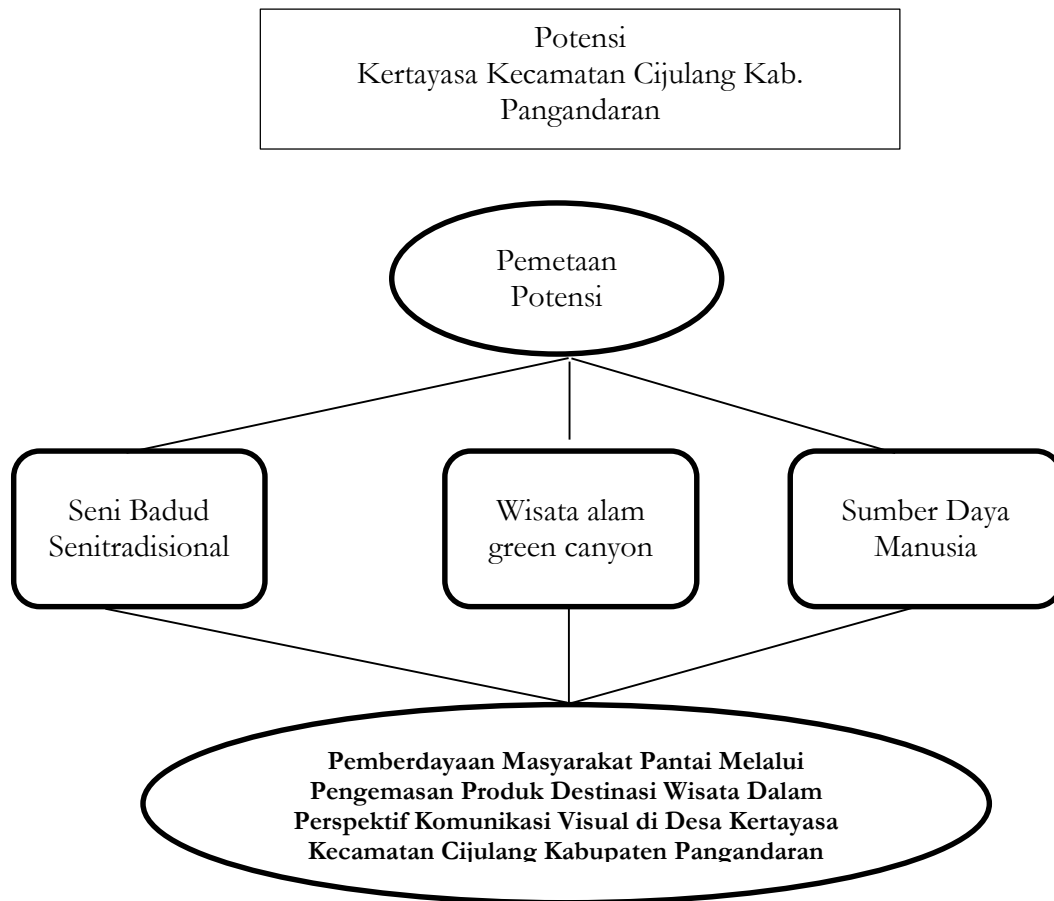 Potensi
Kertayasa Kecamatan Cijulang Kab.
Pangandaran
Pemetaan
Potensi
Seni Badud
Senitradisional
Wisata alam
green canyon
Sumber Daya
Manusia
Pemberdayaan Masyarakat Pantai Melalui
Pengemasan Produk Destinasi Wisata Dalam
Perspektif Komunikasi Visual di Desa Kertayasa
Kecamatan Cijulang Kabupaten Pangandaran